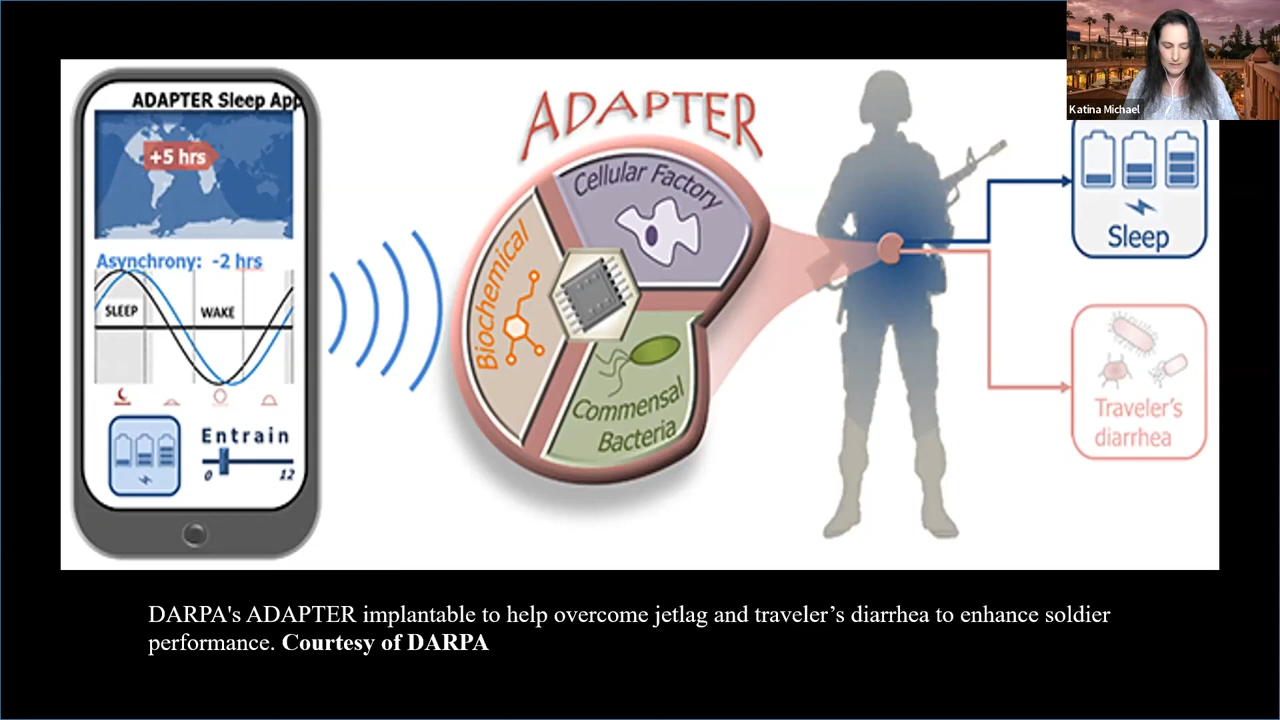 ADAPTER Sleep App
+5 hrs
Asynchrony: -2 hrs
SLEEP
WAKE
Entrain
0
12
ADAPTER
Cellular Factory
Biochemical
Commensal
Bacteria
Katina Michael
Sleep
Traveler's
diarrhea
DARPA's ADAPTER implantable to help overcome jetlag and traveler’s diarrhea to enhance soldier
performance. Courtesy of DARPA